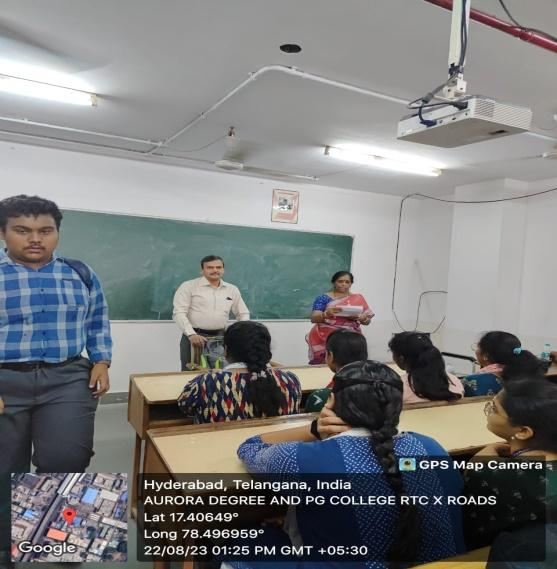 GPS Map Camera
Hyderabad, Telangana, India
AURORA DEGREE AND PG COLLEGE RTC X ROADS
Lat 17.40649°
Long 78.496959°
22/08/23 01:25 PM GMT +05:30
Google